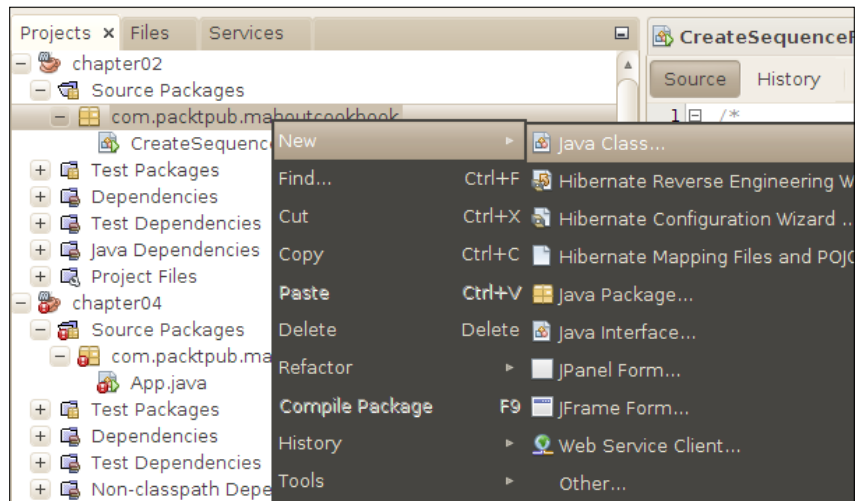 Projects × Files Services
CreateSequenceF
chapter02
Source History
Source Packages
com.packtpub.mahoutcookbook
1 /*
CreateSequenc
Test Packages
Dependencies
Test Dependencies
Java Dependencies
Project Files
chapter04
Source Packages
com.packtpub.ma
App.java
Test Packages
Dependencies
Test Dependencies
Non-classpath Depe
New
Find... Ctrl+F
Cut Ctrl+X
Copy Ctrl+C
Paste Ctrl+V
Delete Delete
Refactor
Compile Package F9
History
Tools
Java Class...
Hibernate Reverse Engineering W
Hibernate Configuration Wizard ..
Hibernate Mapping Files and POJO
Java Package...
Java Interface...
JPanel Form...
JFrame Form...
Web Service Client...
Other...